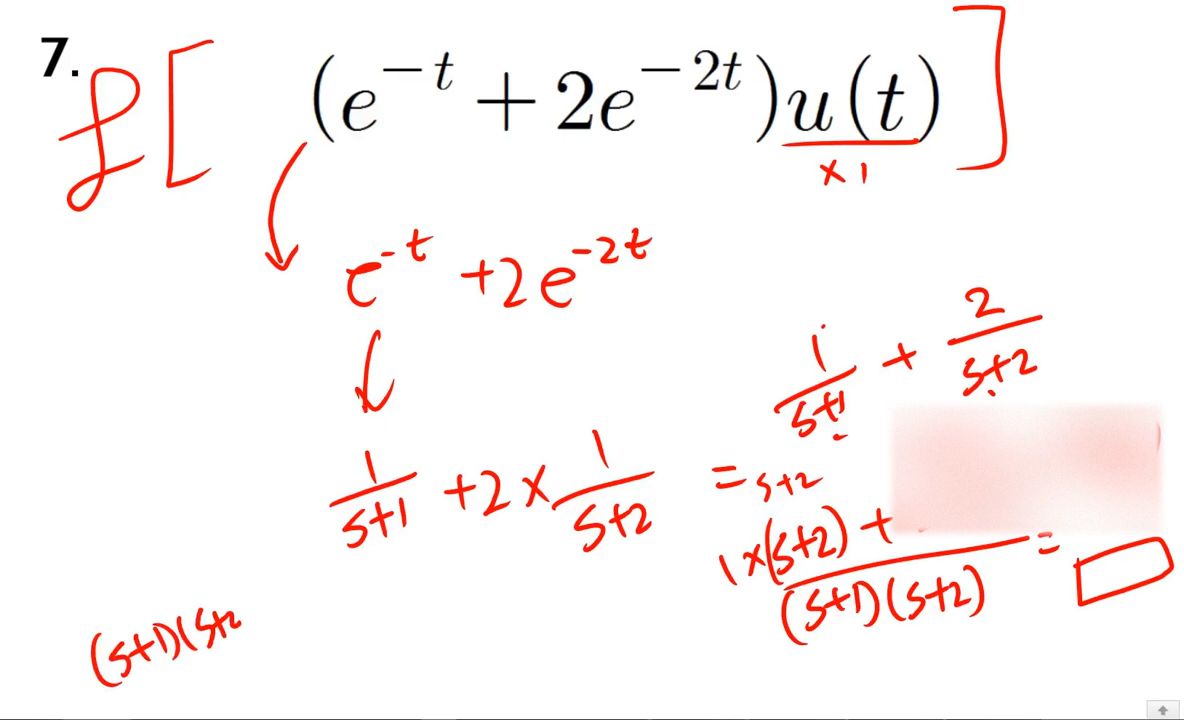 7. £[ (e^{-t} + 2e^{-2t})u(t) ]
× 1
e^{-t} + 2e^{-2t}
1/(s+1) + 2/(s+2)
1/(s+1) + 2 × 1/(s+2) =
s+2
1×(s+2) +
(s+1)(s+2) =
(s+1)(s+2